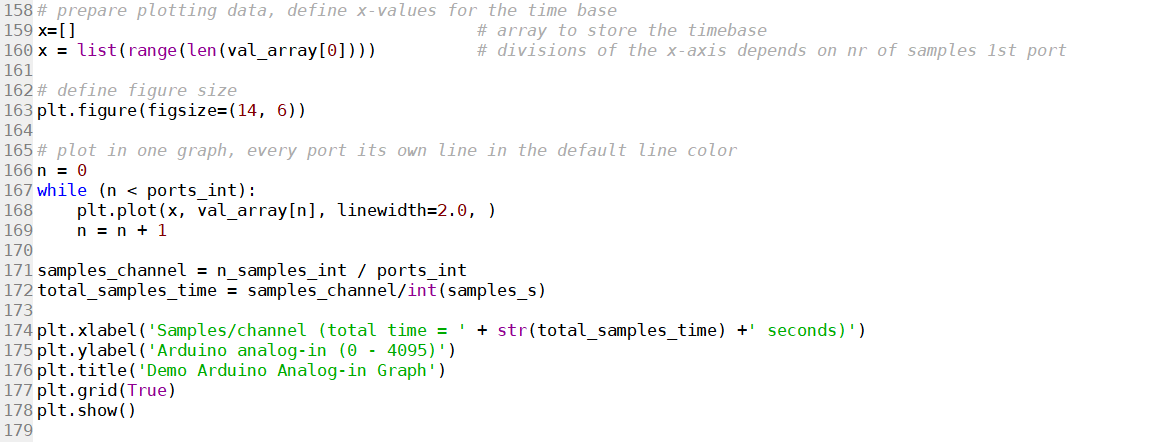 158 # prepare plotting data, define x-values for the time base
159 x=[]                                        # array to store the timebase
160 x = list(range(len(val_array[0])))          # divisions of the x-axis depends on nr of samples 1st port
161
162 # define figure size
163 plt.figure(figsize=(14, 6))
164
165 # plot in one graph, every port its own line in the default line color
166 n = 0
167 while (n < ports_int):
168     plt.plot(x, val_array[n], linewidth=2.0, )
169     n = n + 1
170
171 samples_channel = n_samples_int / ports_int
172 total_samples_time = samples_channel/int(samples_s)
173
174 plt.xlabel('Samples/channel (total time = ' + str(total_samples_time) +' seconds)')
175 plt.ylabel('Arduino analog-in (0 - 4095)')
176 plt.title('Demo Arduino Analog-in Graph')
177 plt.grid(True)
178 plt.show()
179